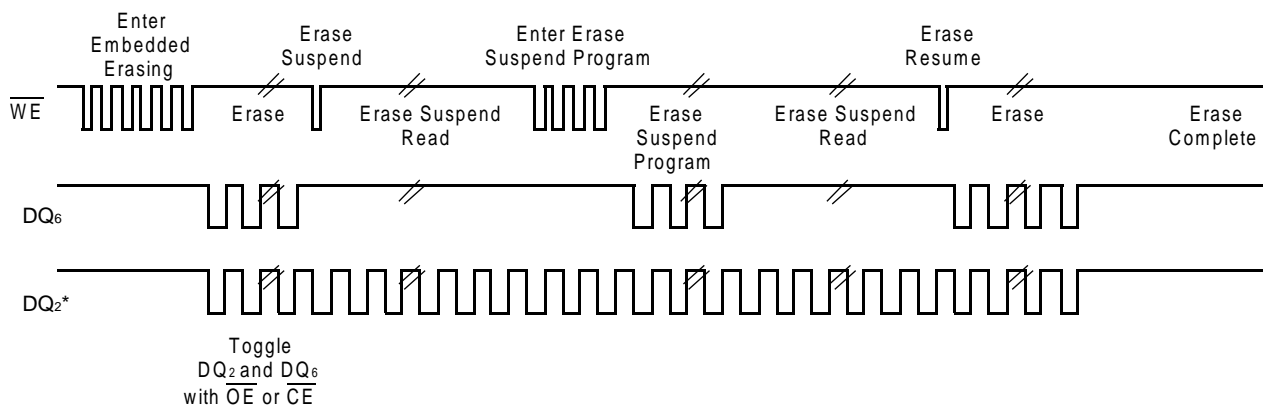 Enter
Embedded
Erasing
Erase
Suspend
Enter Erase
Suspend Program
Erase
Resume
WE
Erase
Erase Suspend
Read
Erase
Suspend
Program
Erase Suspend
Read
Erase
Erase
Complete
DQ6
DQ2*
Toggle
DQ2 and DQ6
with OE or CE